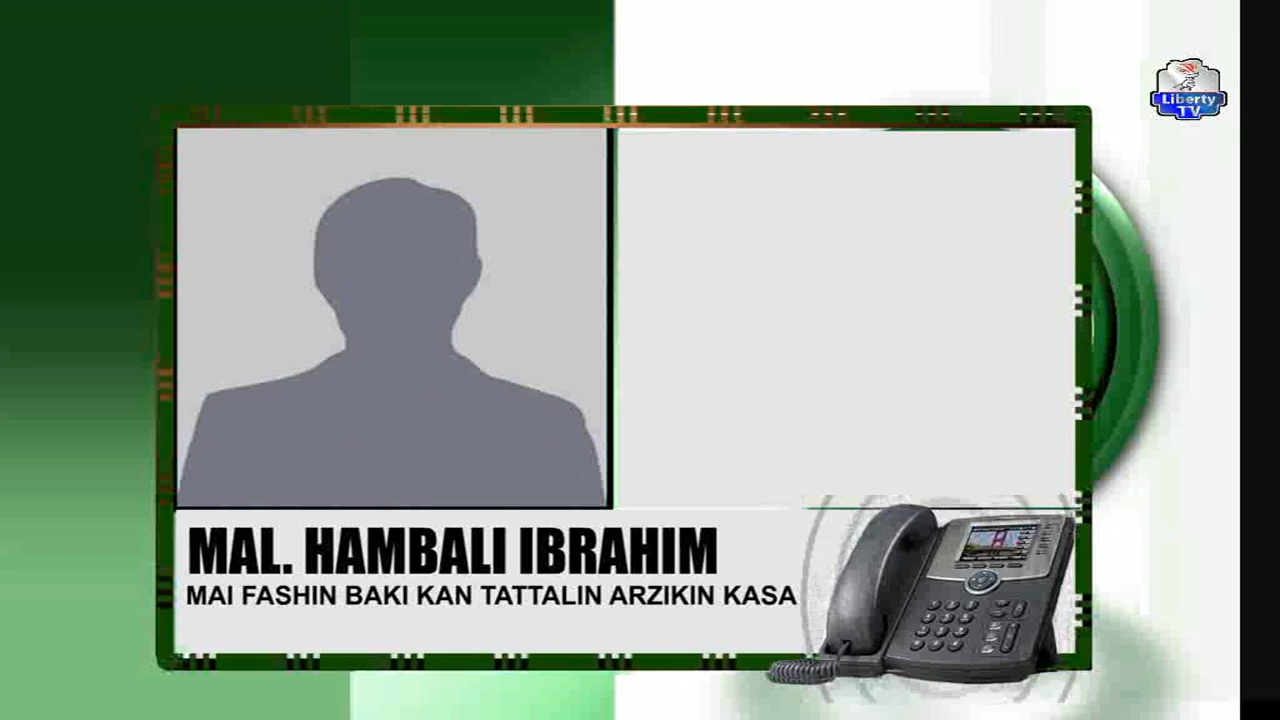 Liberty
TV
MAL. HAMBALI IBRAHIM
MAI FASHIN BAKI KAN TATTALIN ARZIKIN KASA